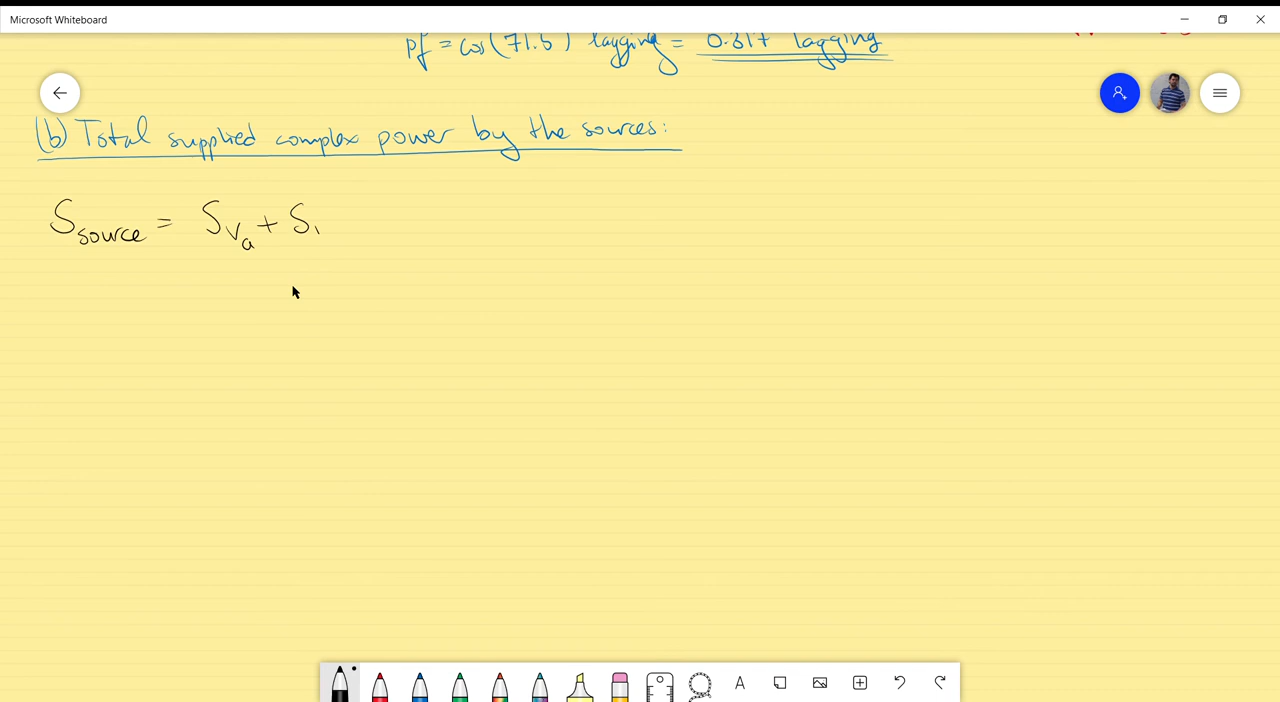 Microsoft Whiteboard
pf = cos(71.5°) lagging = 0.317 lagging
(b) Total supplied complex power by the sources:
S_source = S_Va + S